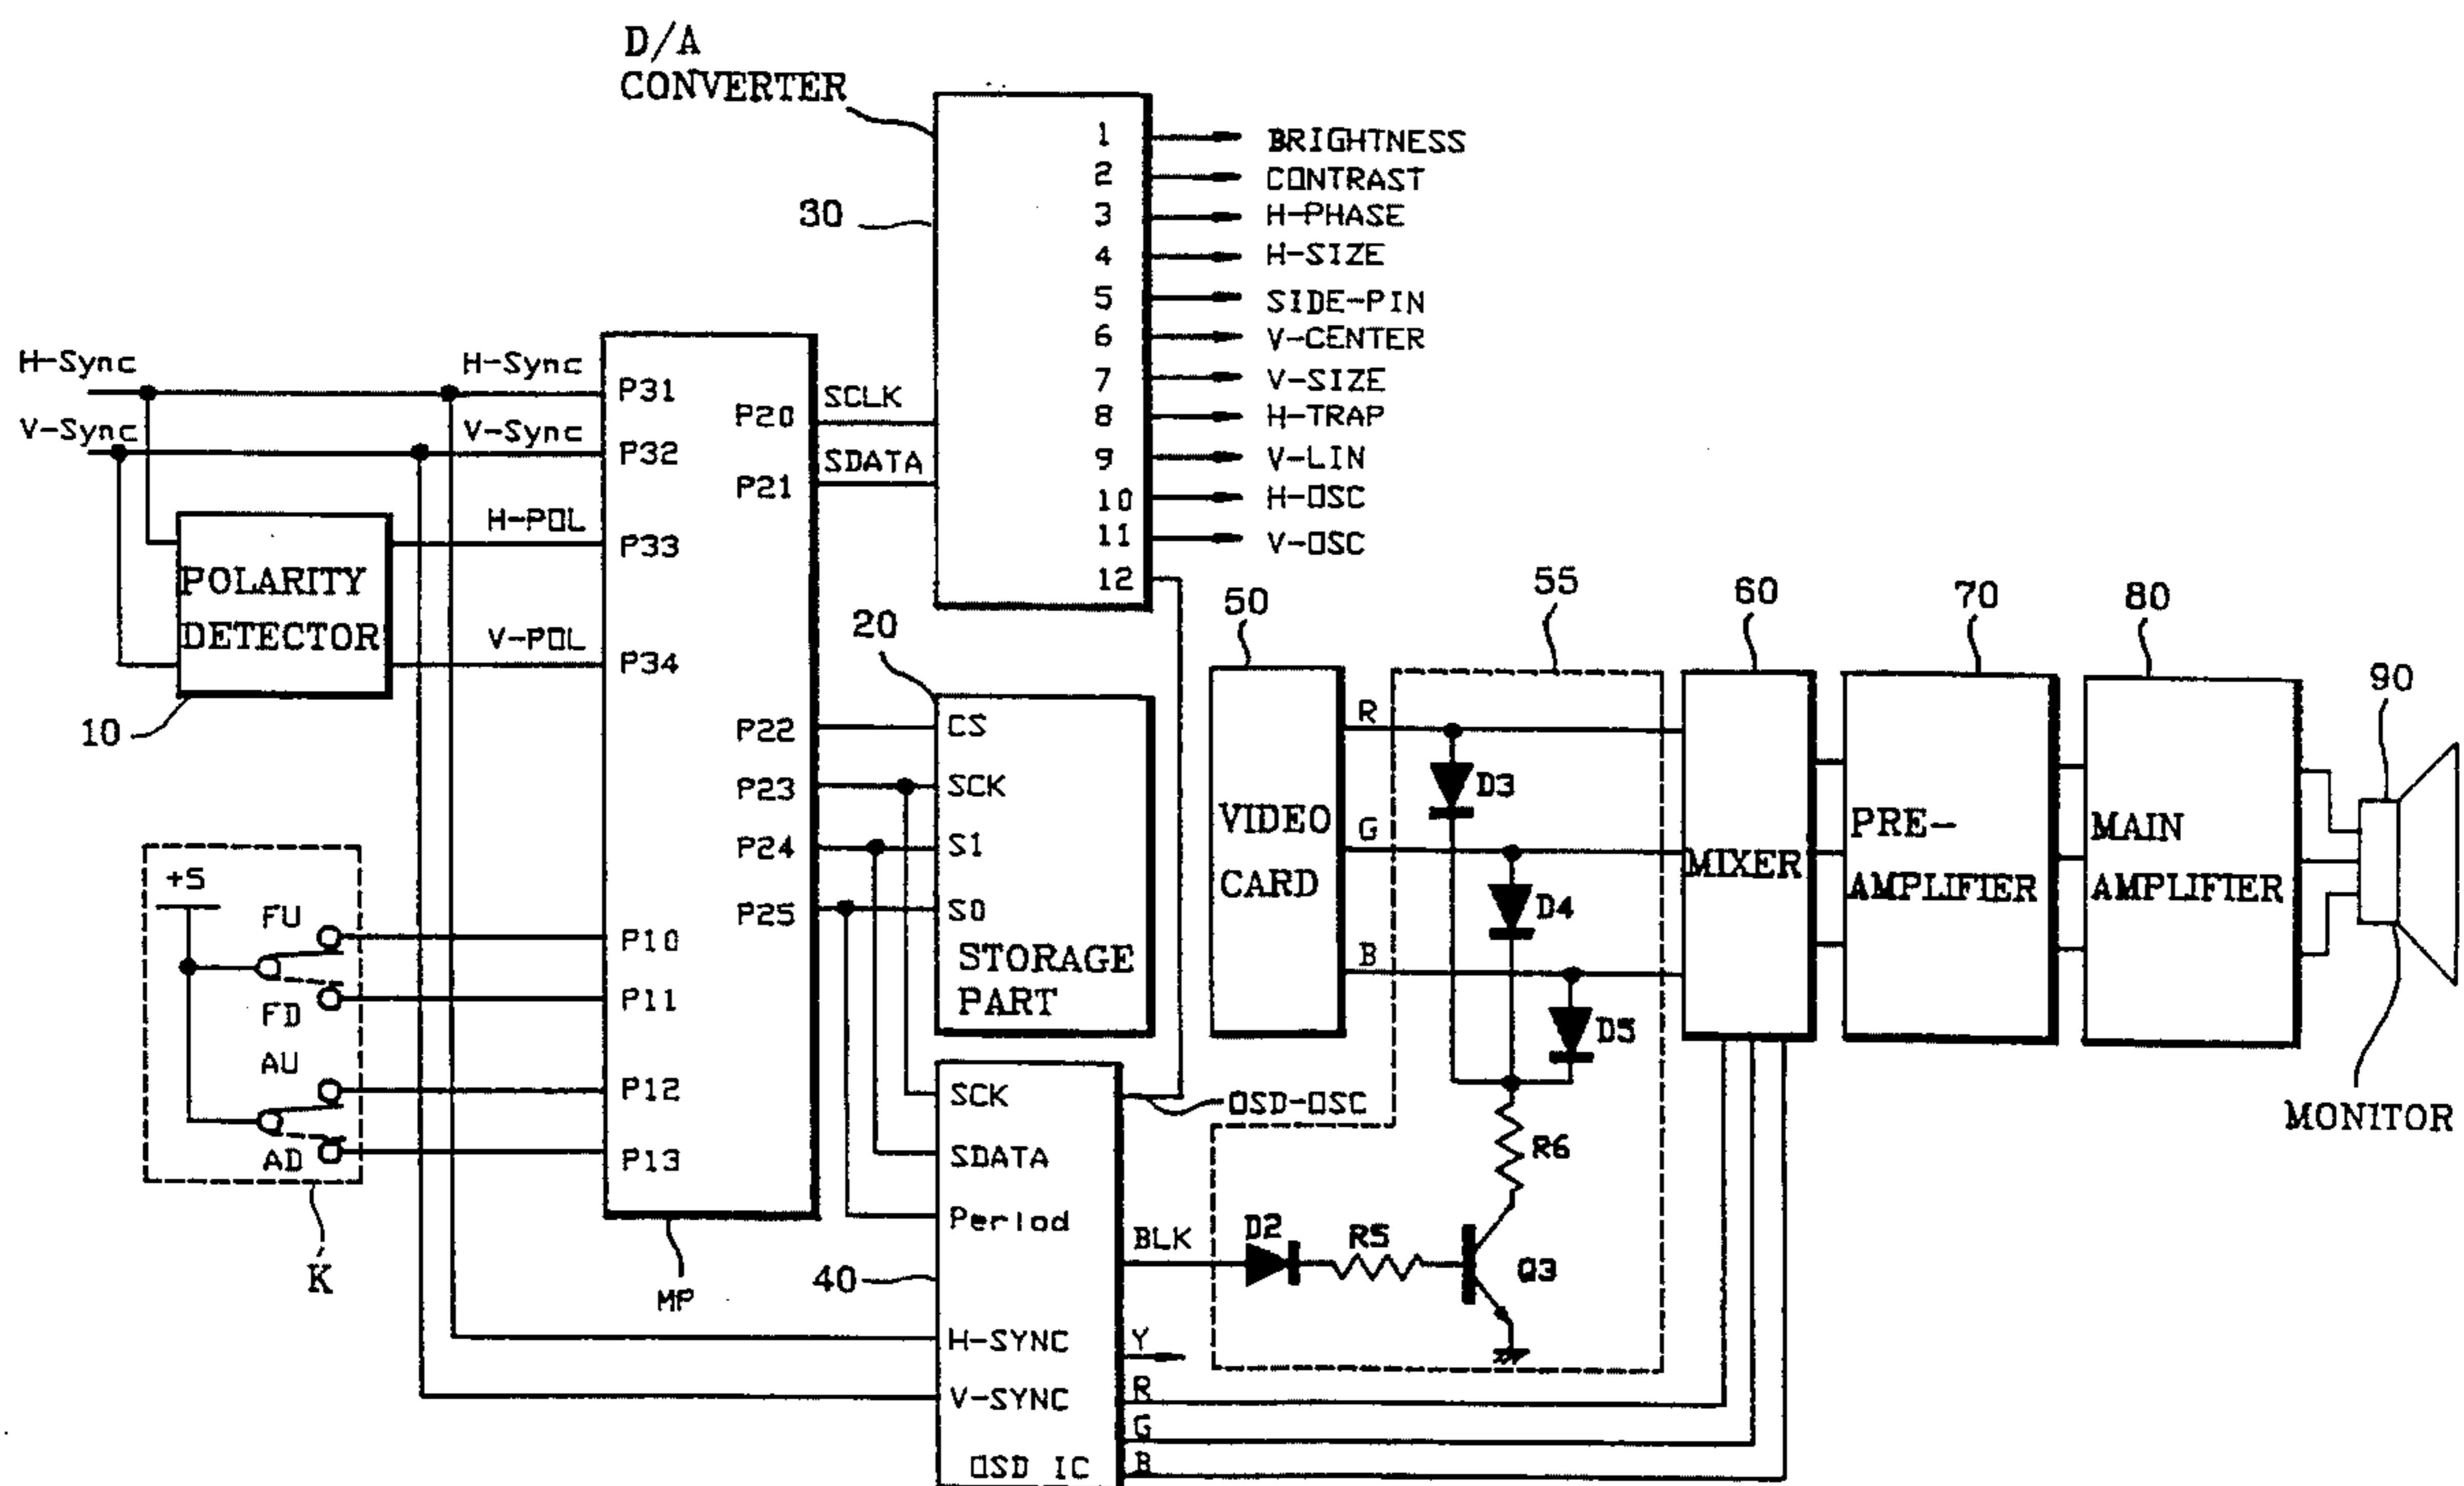 D/A
CONVERTER
30
1 BRIGHTNESS
2 CONTRAST
3 H-PHASE
4 H-SIZE
5 SIDE-PIN
6 V-CENTER
7 V-SIZE
8 H-TRAP
9 V-LIN
10 H-OSC
11 V-OSC
12
H-Sync
V-Sync
H-Sync
V-Sync
H-POL
V-POL
POLARITY
DETECTOR
10
P31
P32
P33
P34
P10
P11
P12
P13
P20
P21
P22
P23
P24
P25
SCLK
SDATA
MP
+5
FU
FD
AU
AD
K
20
CS
SCK
S1
S0
STORAGE
PART
40
SCK
SDATA
Period
H-SYNC
V-SYNC
OSD IC
OSD-OSC
BLK
Y
R
G
B
50
VIDEO
CARD
R
G
B
55
D3
D4
D5
R6
D2
R5
Q3
60
MIXER
70
PRE-
AMPLIFIER
80
MAIN
AMPLIFIER
90
MONITOR